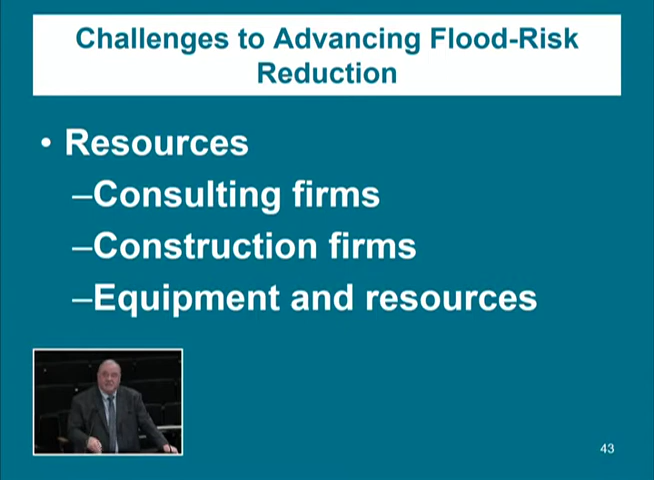 Challenges to Advancing Flood-Risk
Reduction
• Resources
–Consulting firms
–Construction firms
–Equipment and resources
43